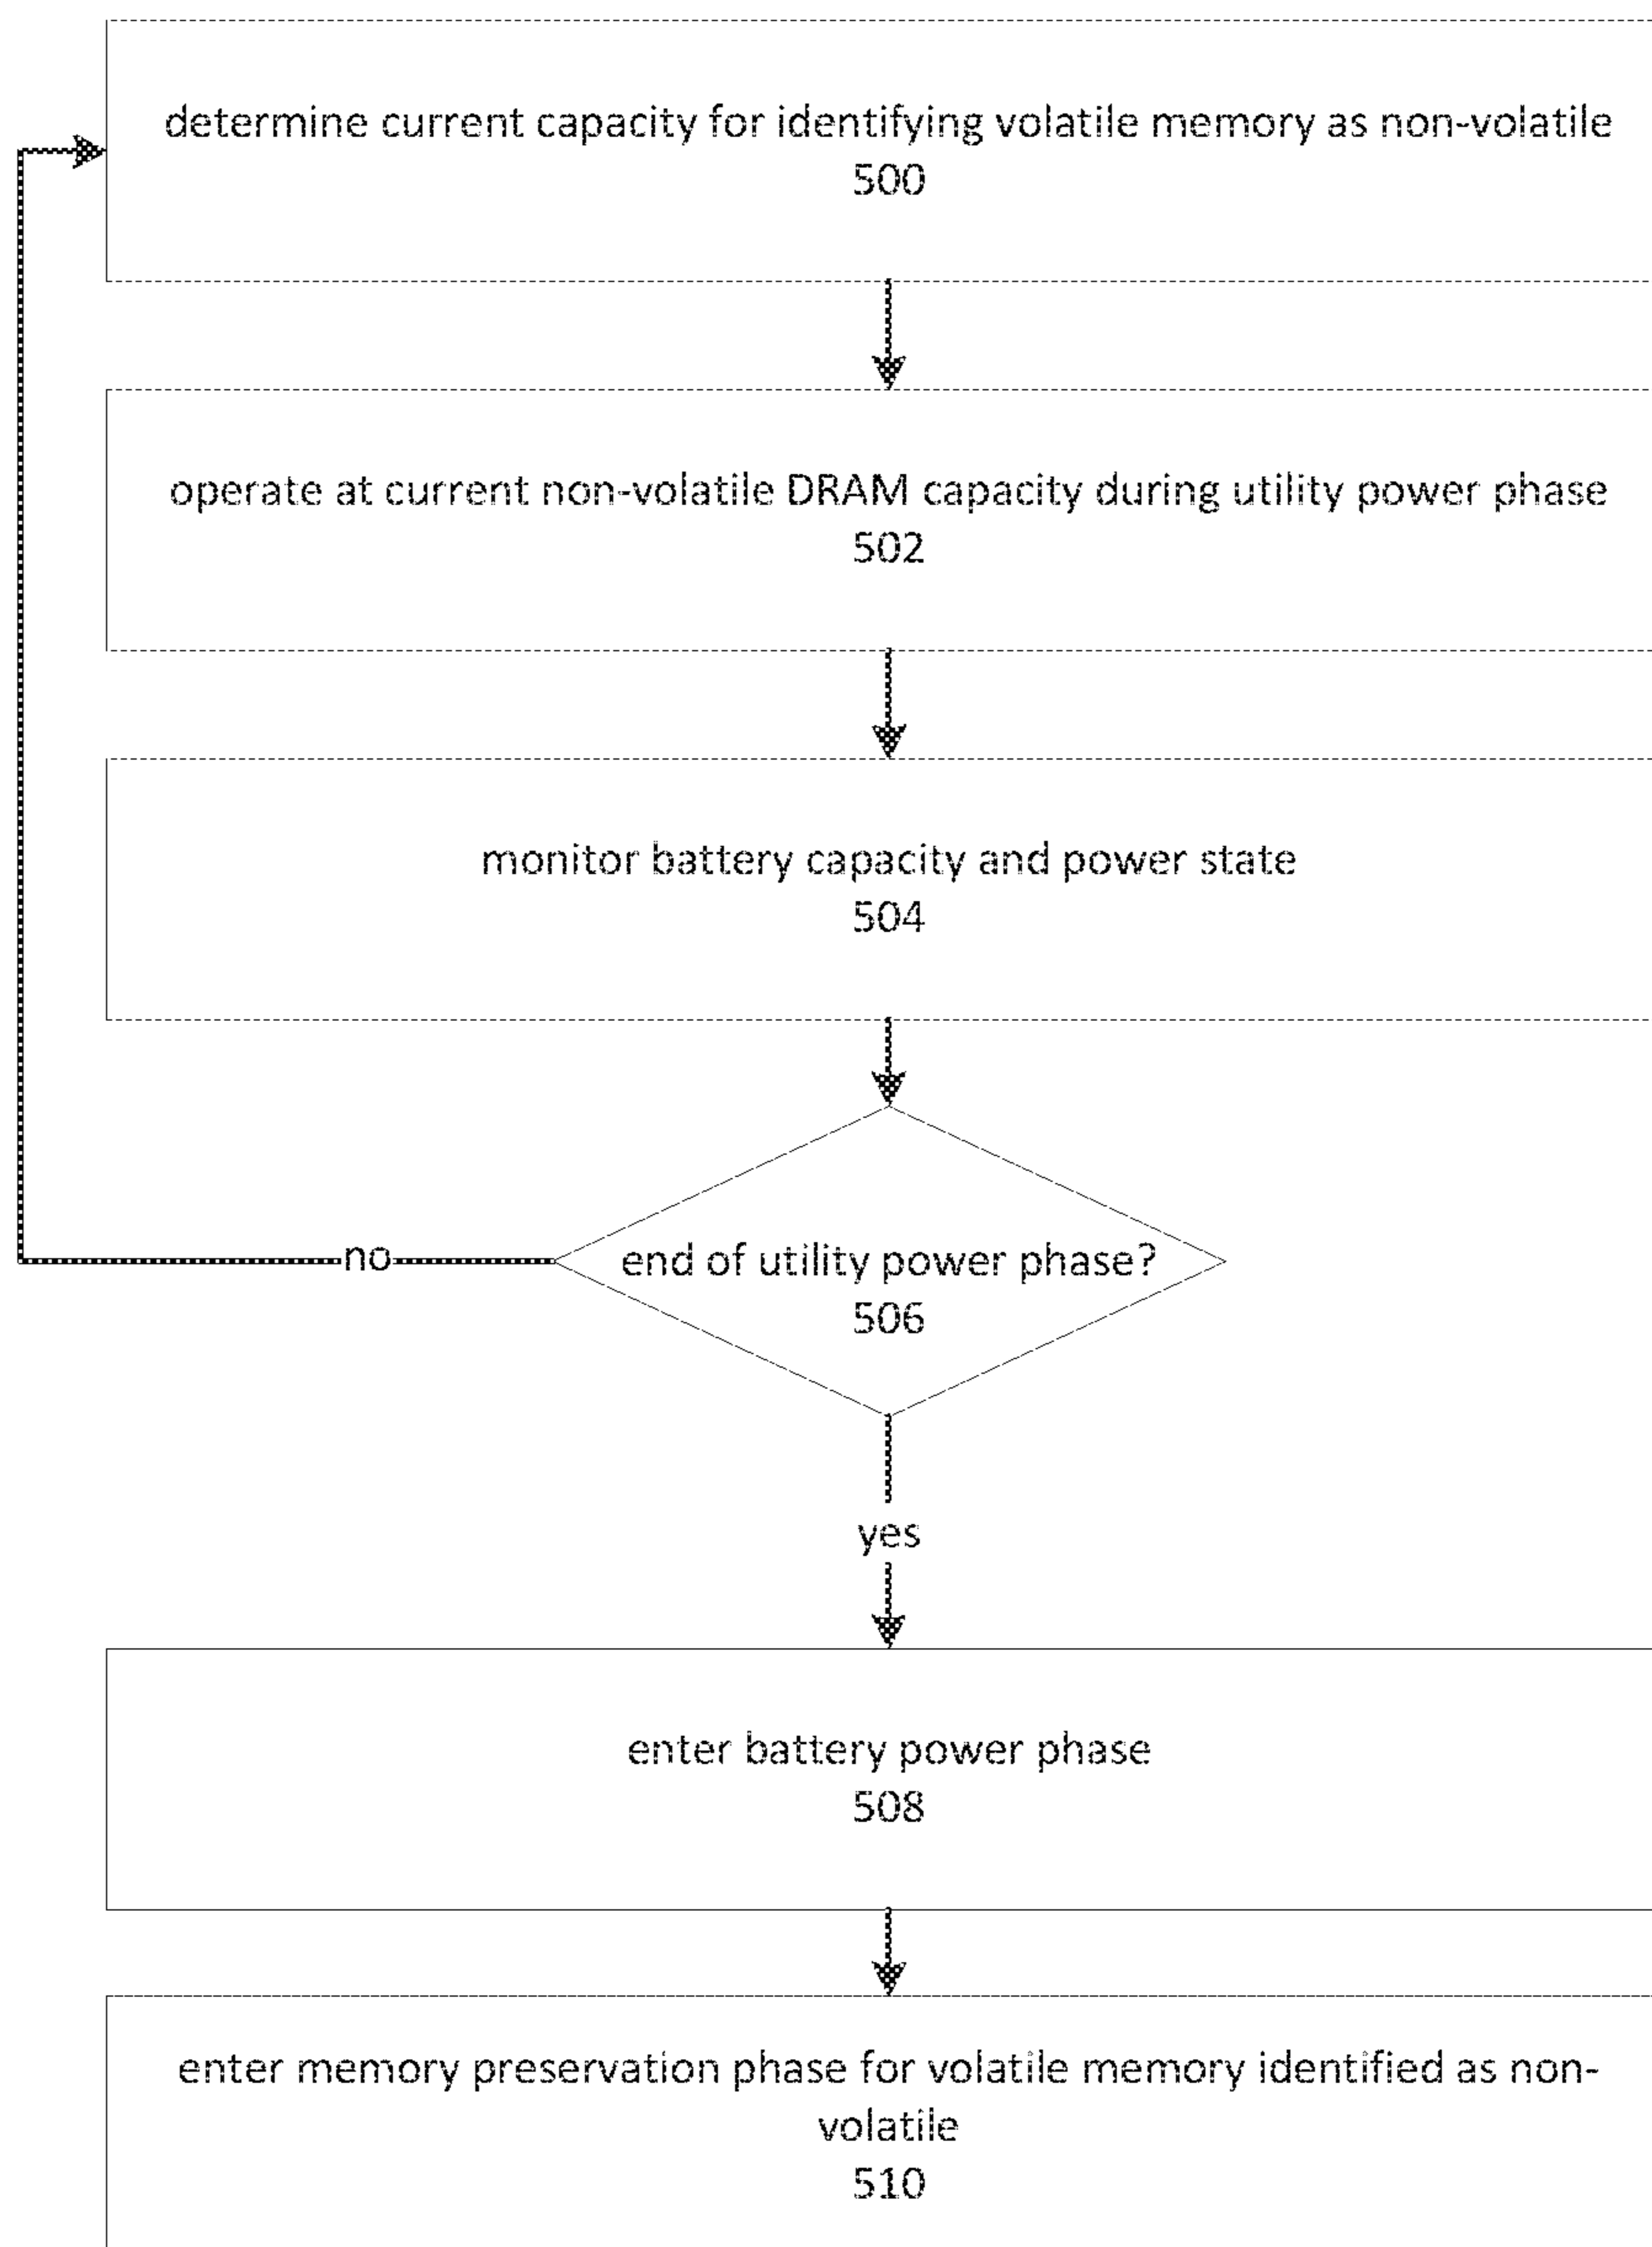 determine current capacity for identifying volatile memory as non-volatile
500
operate at current non-volatile DRAM capacity during utility power phase
502
monitor battery capacity and power state
504
end of utility power phase?
506
no
yes
enter battery power phase
508
enter memory preservation phase for volatile memory identified as non-
volatile
510